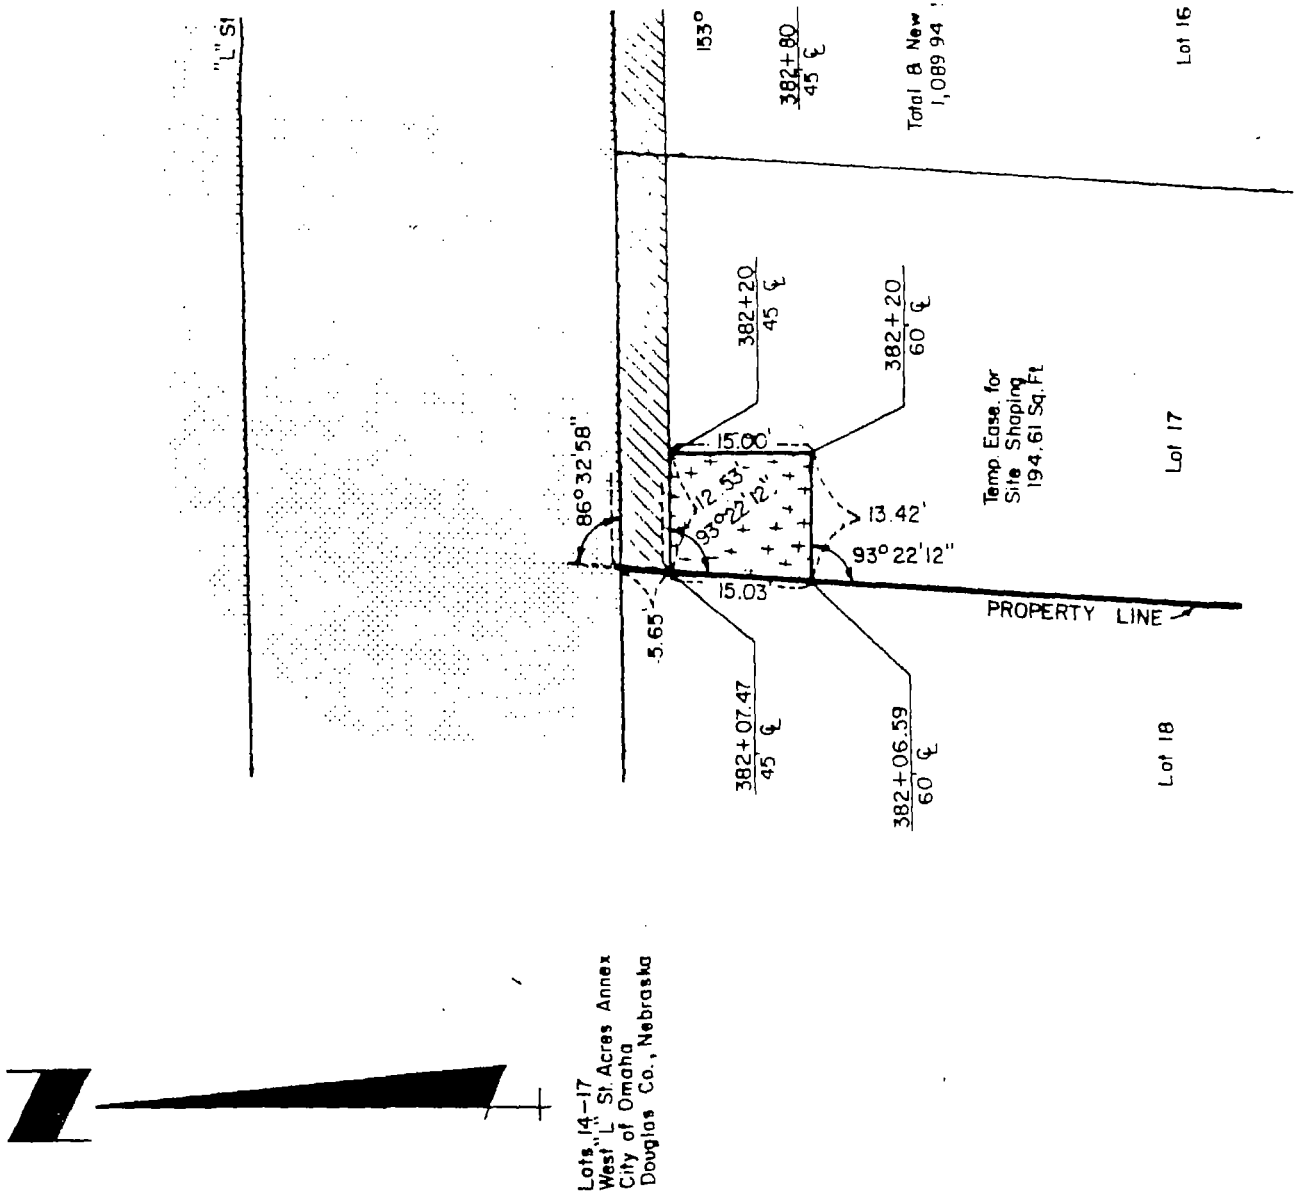 "L" St
153°
382+80
45' ℄
Total & New
1,089.94
Lot 16
382+20
45' ℄
382+20
60' ℄
86°32'58"
15.00'
12.53'
93°22'12"
13.42'
93°22'12"
15.03'
5.65'
Temp. Ease. for
Site Shaping
194.61 Sq. Ft.
Lot 17
PROPERTY LINE
382+07.47
45' ℄
382+06.59
60' ℄
Lot 18
N
Lots 14-17
West "L" St. Acres Annex
City of Omaha
Douglas Co., Nebraska